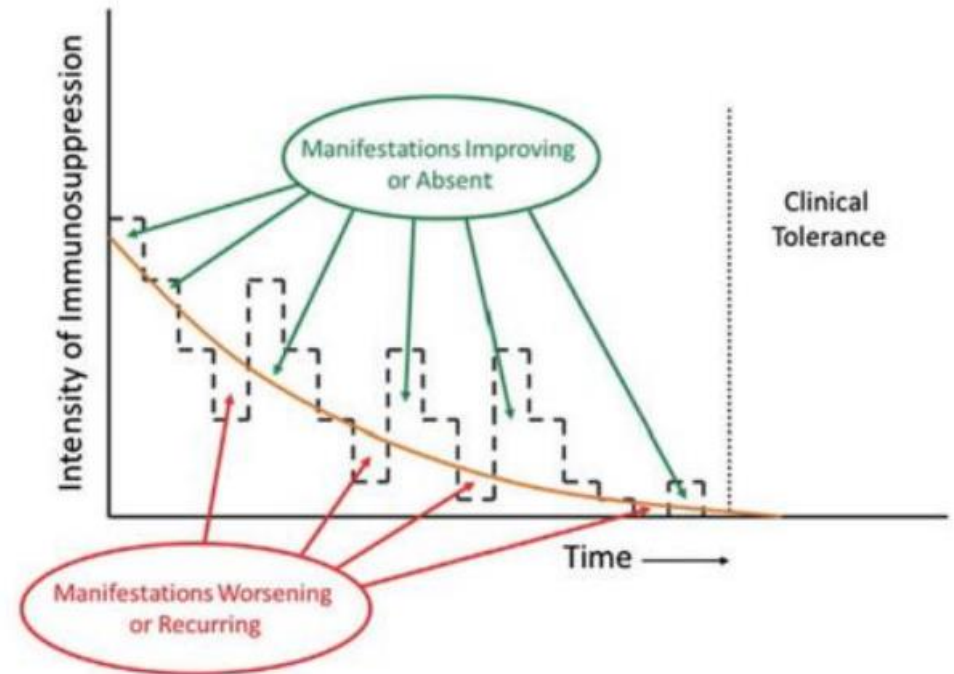 Intensity of Immunosuppression
Manifestations Improving
or Absent
Clinical
Tolerance
Time
Manifestations Worsening
or Recurring